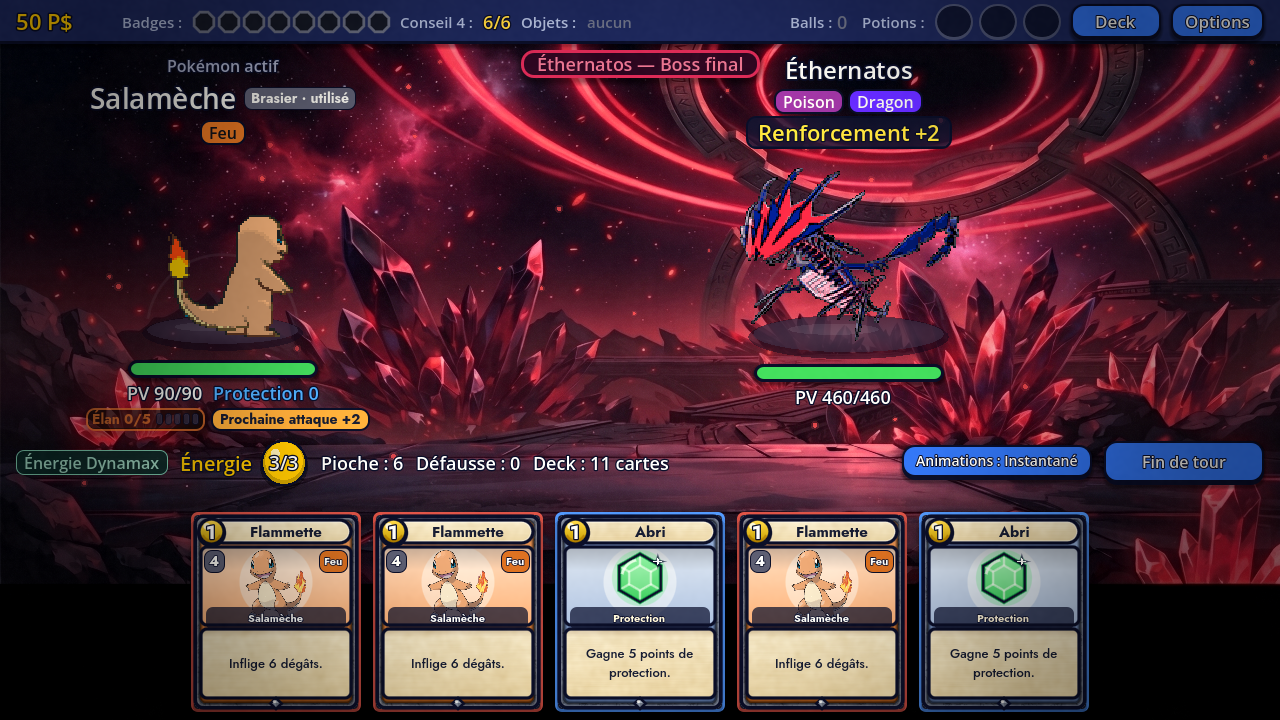 50 P$ Badges : Conseil 4 : 6/6 Objets : aucun Balls : 0 Potions : Deck Options
Éthernatos — Boss final
Pokémon actif
Salamèche Brasier · utilisé
Feu
Éthernatos
Poison Dragon
Renforcement +2
PV 90/90 Protection 0
Élan 0/5 Prochaine attaque +2
PV 460/460
Énergie Dynamax Énergie 3/3 Pioche : 6 Défausse : 0 Deck : 11 cartes Animations : Instantané Fin de tour
1 Flammette
4 Feu
Salamèche
Inflige 6 dégâts.
1 Flammette
4 Feu
Salamèche
Inflige 6 dégâts.
1 Abri
Protection
Gagne 5 points de
protection.
1 Flammette
4 Feu
Salamèche
Inflige 6 dégâts.
1 Abri
Protection
Gagne 5 points de
protection.